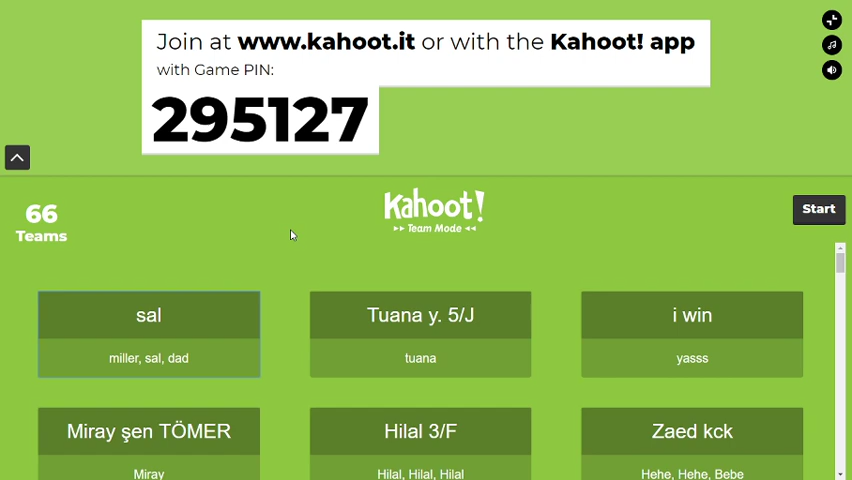 Join at www.kahoot.it or with the Kahoot! app
with Game PIN:
295127
66
Teams
Kahoot!
Team Mode
Start
sal
miller, sal, dad
Tuana y. 5/J
tuana
i win
yasss
Miray şen TÖMER
Miray
Hilal 3/F
Hilal, Hilal, Hilal
Zaed kck
Hehe, Hehe, Bebe